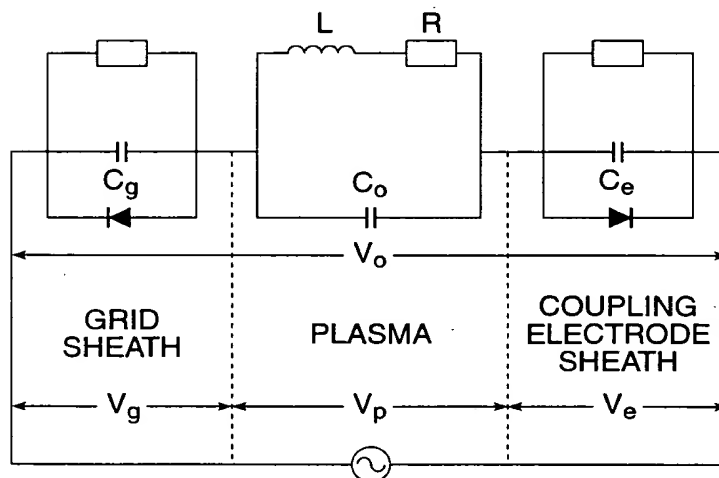 L R
C_g C_o C_e
V_o
GRID
SHEATH
PLASMA
COUPLING
ELECTRODE
SHEATH
V_g V_p V_e